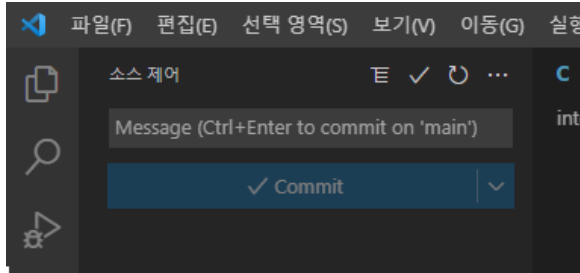 파일(F) 편집(E) 선택 영역(S) 보기(V) 이동(G) 실행
소스 제어
Message (Ctrl+Enter to commit on 'main')
Commit
C
int